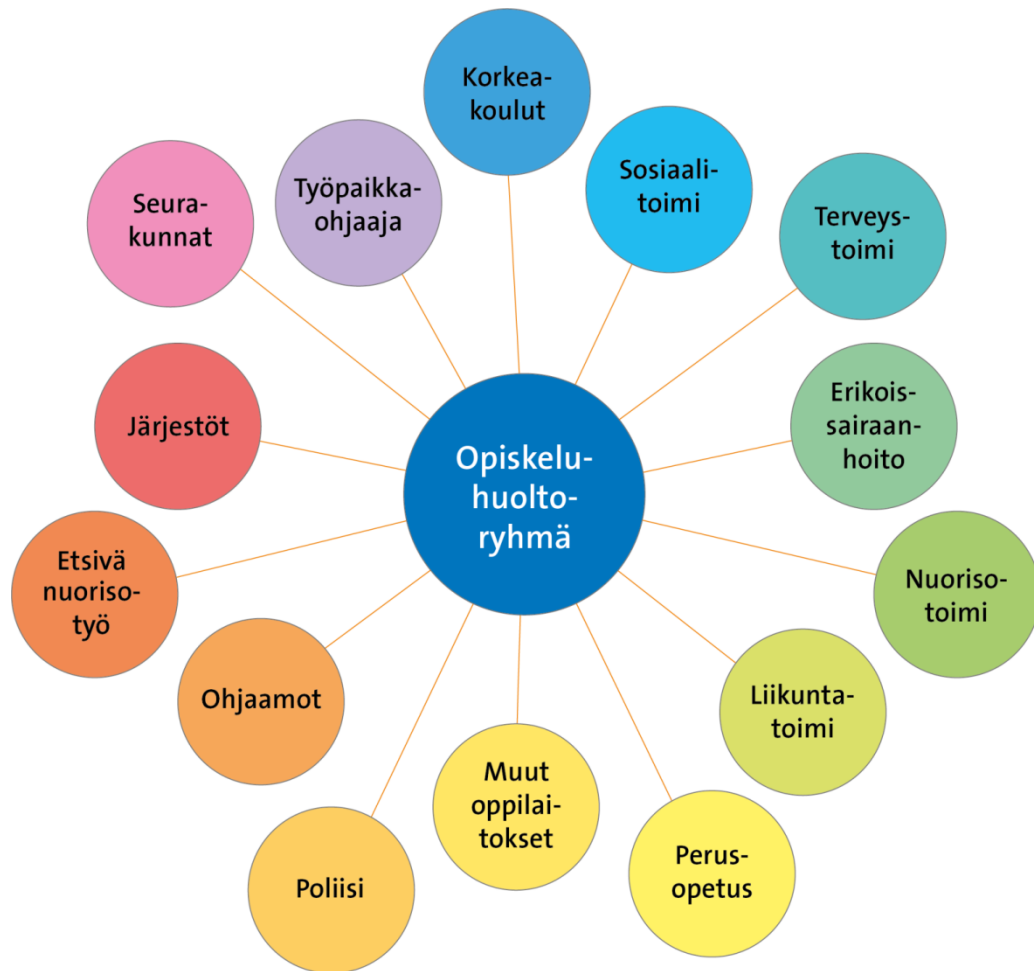 Korkea-
koulut
Sosiaali-
toimi
Terveys-
toimi
Erikois-
sairaan-
hoito
Nuoriso-
toimi
Liikunta-
toimi
Perus-
opetus
Muut
oppilai-
tokset
Poliisi
Ohjaamot
Etsivä
nuoriso-
työ
Järjestöt
Seura-
kunnat
Työpaikka-
ohjaaja
Opiskelu-
huolto-
ryhmä